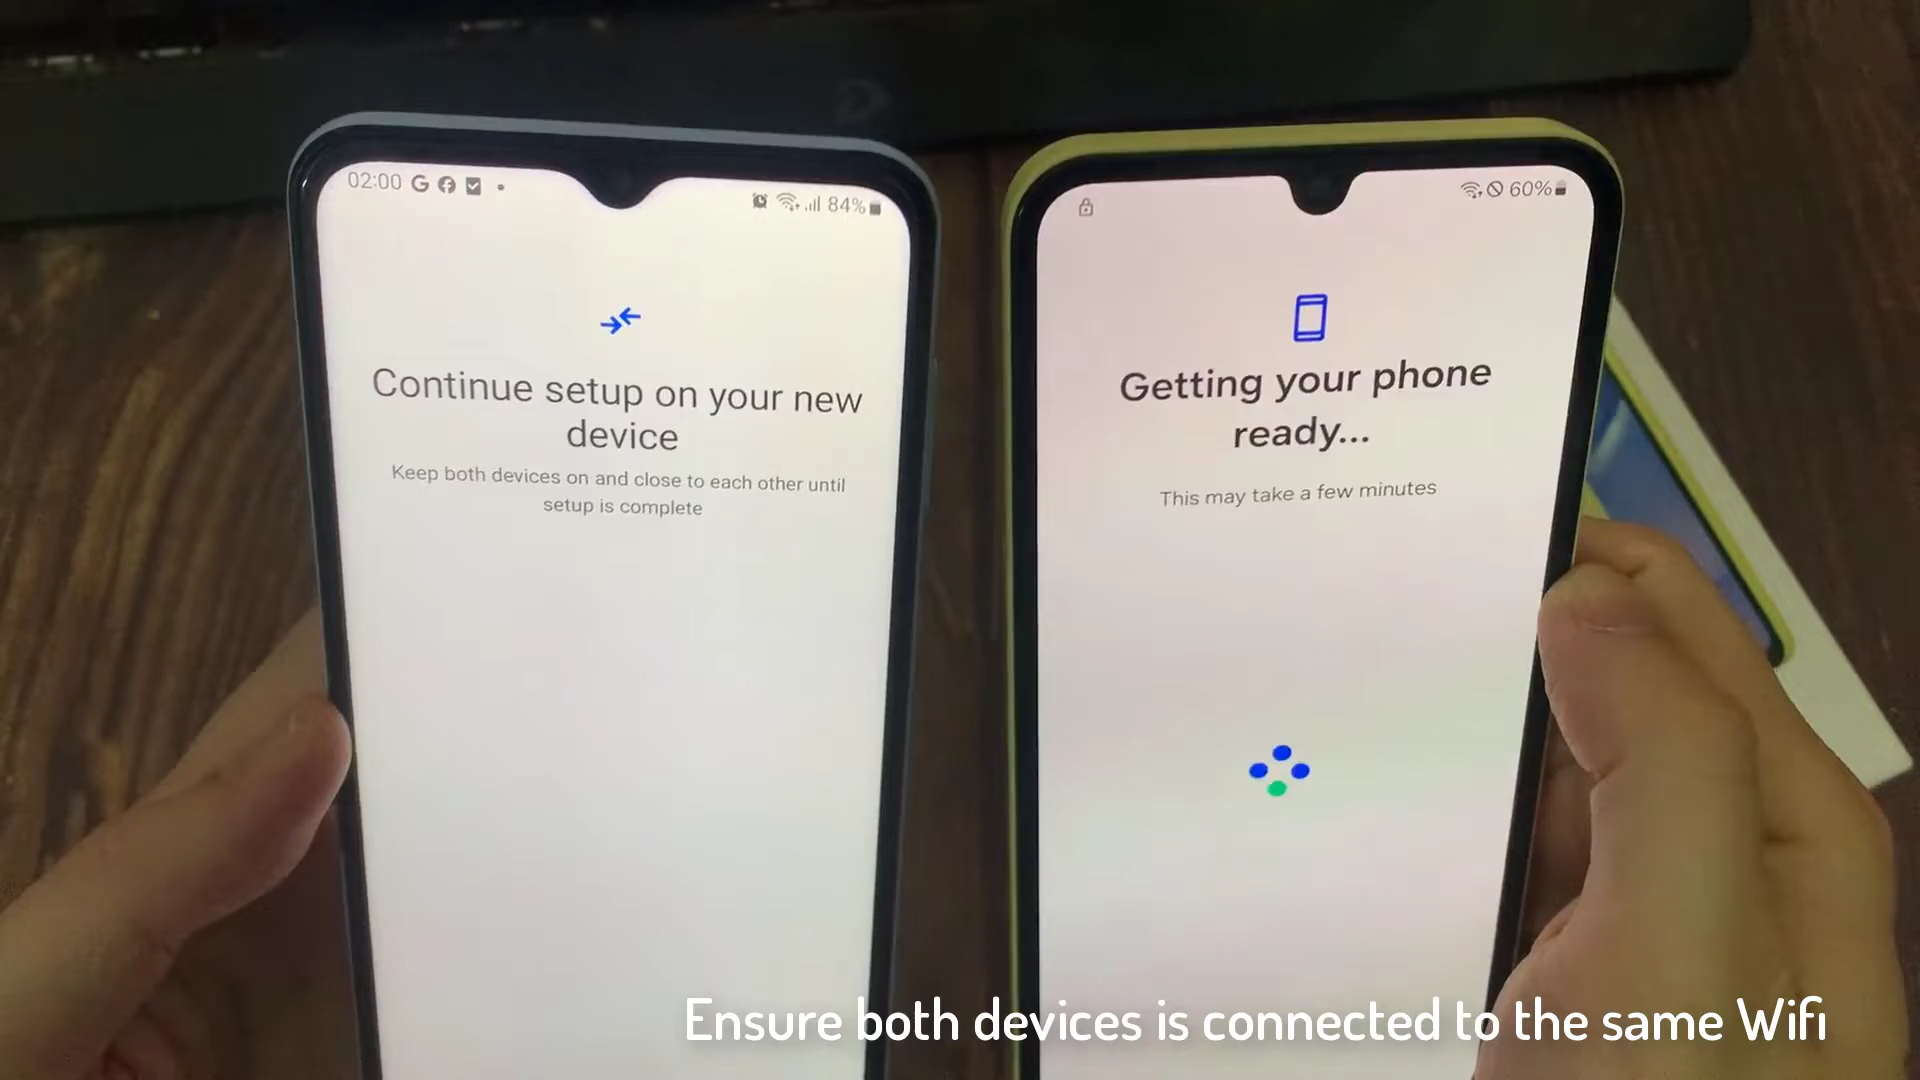 02:00
84%
Continue setup on your new
device
Keep both devices on and close to each other until
setup is complete
60%
Getting your phone
ready...
This may take a few minutes
Ensure both devices is connected to the same Wifi